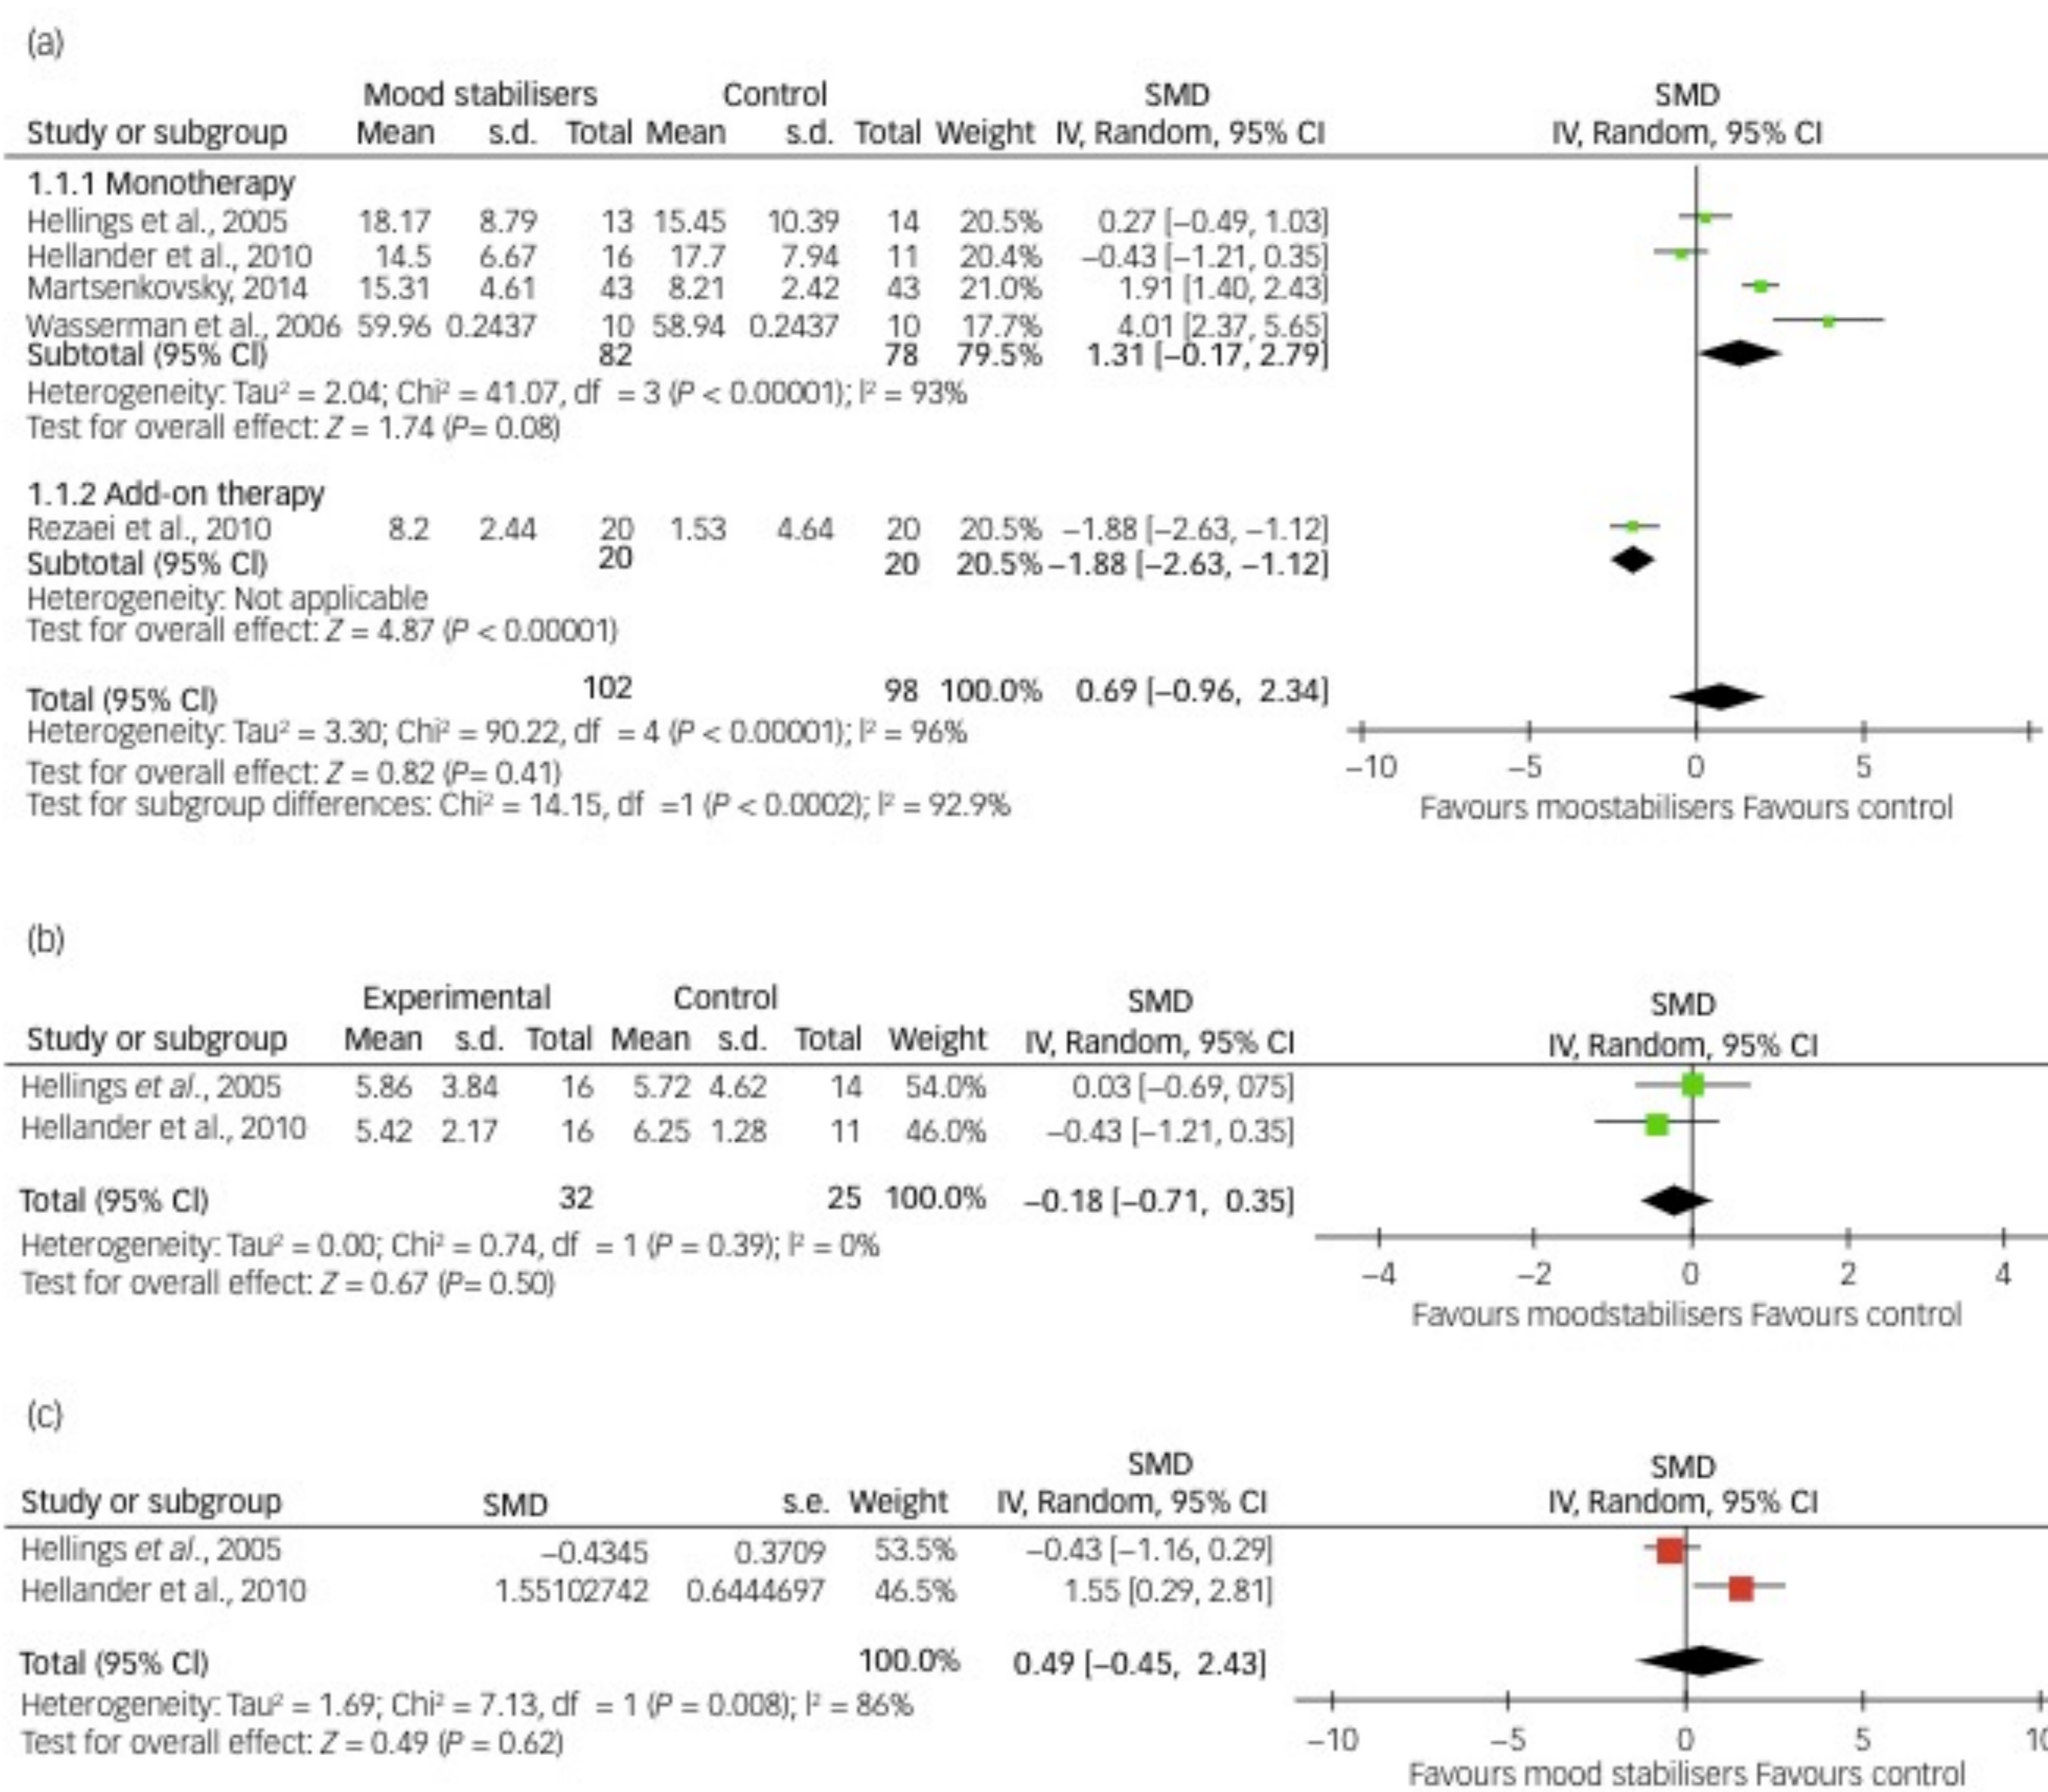 (a)
Mood stabilisers Control SMD SMD
Study or subgroup Mean s.d. Total Mean s.d. Total Weight IV, Random, 95% CI IV, Random, 95% CI
1.1.1 Monotherapy
Hellings et al., 2005 18.17 8.79 13 15.45 10.39 14 20.5% 0.27 [−0.49, 1.03]
Hellander et al., 2010 14.5 6.67 16 17.7 7.94 11 20.4% −0.43 [−1.21, 0.35]
Martsenkovsky, 2014 15.31 4.61 43 8.21 2.42 43 21.0% 1.91 [1.40, 2.43]
Wasserman et al., 2006 59.96 0.2437 10 58.94 0.2437 10 17.7% 4.01 [2.37, 5.65]
Subtotal (95% CI) 82 78 79.5% 1.31 [−0.17, 2.79]
Heterogeneity: Tau² = 2.04; Chi² = 41.07, df = 3 (P < 0.00001); I² = 93%
Test for overall effect: Z = 1.74 (P= 0.08)
1.1.2 Add-on therapy
Rezaei et al., 2010 8.2 2.44 20 1.53 4.64 20 20.5% −1.88 [−2.63, −1.12]
Subtotal (95% CI) 20 20 20.5% −1.88 [−2.63, −1.12]
Heterogeneity: Not applicable
Test for overall effect: Z = 4.87 (P < 0.00001)
Total (95% CI) 102 98 100.0% 0.69 [−0.96, 2.34]
Heterogeneity: Tau² = 3.30; Chi² = 90.22, df = 4 (P < 0.00001); I² = 96%
Test for overall effect: Z = 0.82 (P= 0.41)
Test for subgroup differences: Chi² = 14.15, df =1 (P < 0.0002); I² = 92.9%
−10 −5 0 5
Favours moostabilisers Favours control
(b)
Experimental Control SMD SMD
Study or subgroup Mean s.d. Total Mean s.d. Total Weight IV, Random, 95% CI IV, Random, 95% CI
Hellings et al., 2005 5.86 3.84 16 5.72 4.62 14 54.0% 0.03 [−0.69, 075]
Hellander et al., 2010 5.42 2.17 16 6.25 1.28 11 46.0% −0.43 [−1.21, 0.35]
Total (95% CI) 32 25 100.0% −0.18 [−0.71, 0.35]
Heterogeneity: Tau² = 0.00; Chi² = 0.74, df = 1 (P = 0.39); I² = 0%
Test for overall effect: Z = 0.67 (P= 0.50)
−4 −2 0 2 4
Favours moodstabilisers Favours control
(c)
SMD SMD
Study or subgroup SMD s.e. Weight IV, Random, 95% CI IV, Random, 95% CI
Hellings et al., 2005 −0.4345 0.3709 53.5% −0.43 [−1.16, 0.29]
Hellander et al., 2010 1.55102742 0.6444697 46.5% 1.55 [0.29, 2.81]
Total (95% CI) 100.0% 0.49 [−0.45, 2.43]
Heterogeneity: Tau² = 1.69; Chi² = 7.13, df = 1 (P = 0.008); I² = 86%
Test for overall effect: Z = 0.49 (P = 0.62)
−10 −5 0 5 10
Favours mood stabilisers Favours control